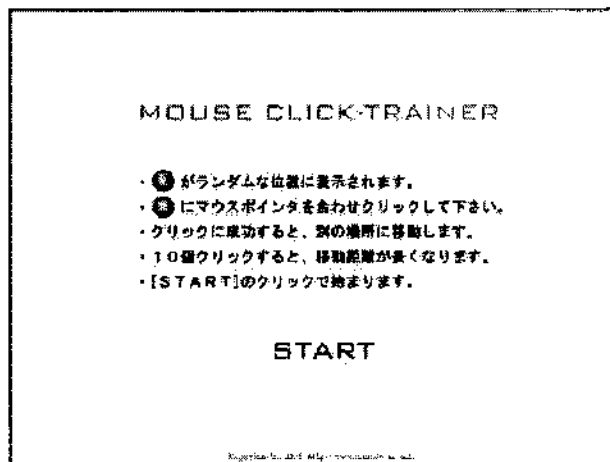 MOUSE CLICK-TRAINER
・ がランダムな位置に表示されます。
・ にマウスポインタを合わせクリックして下さい。
・クリックに成功すると、別の場所に移動します。
・10個クリックすると、移動距離が長くなります。
・[START]のクリックで始まります。
START